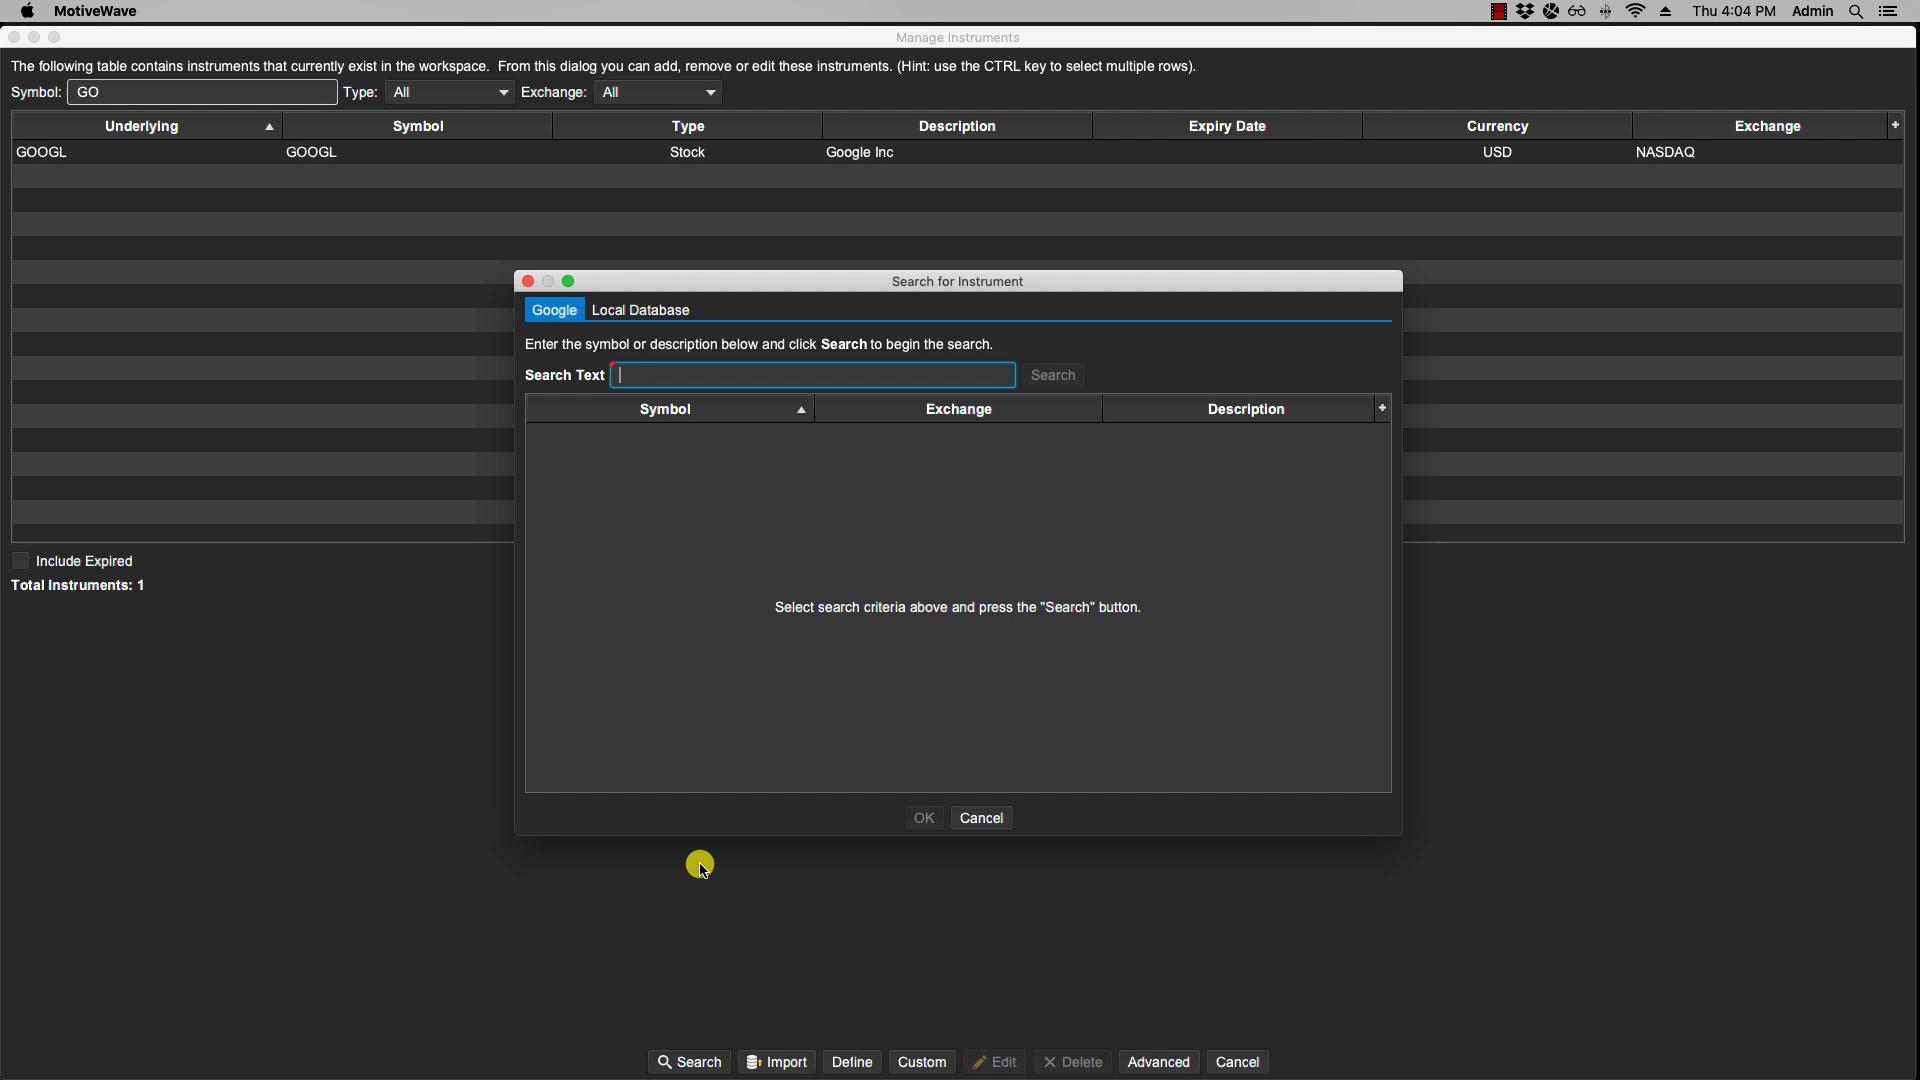 MotiveWave
Thu 4:04 PM Admin
Manage Instruments
The following table contains instruments that currently exist in the workspace. From this dialog you can add, remove or edit these instruments. (Hint: use the CTRL key to select multiple rows).
Symbol: GO Type: All Exchange: All
Underlying Symbol Type Description Expiry Date Currency Exchange +
GOOGL GOOGL Stock Google Inc USD NASDAQ
Search for Instrument
Google Local Database
Enter the symbol or description below and click Search to begin the search.
Search Text Search
Symbol Exchange Description +
Select search criteria above and press the "Search" button.
OK Cancel
Include Expired
Total Instruments: 1
Search Import Define Custom Edit Delete Advanced Cancel